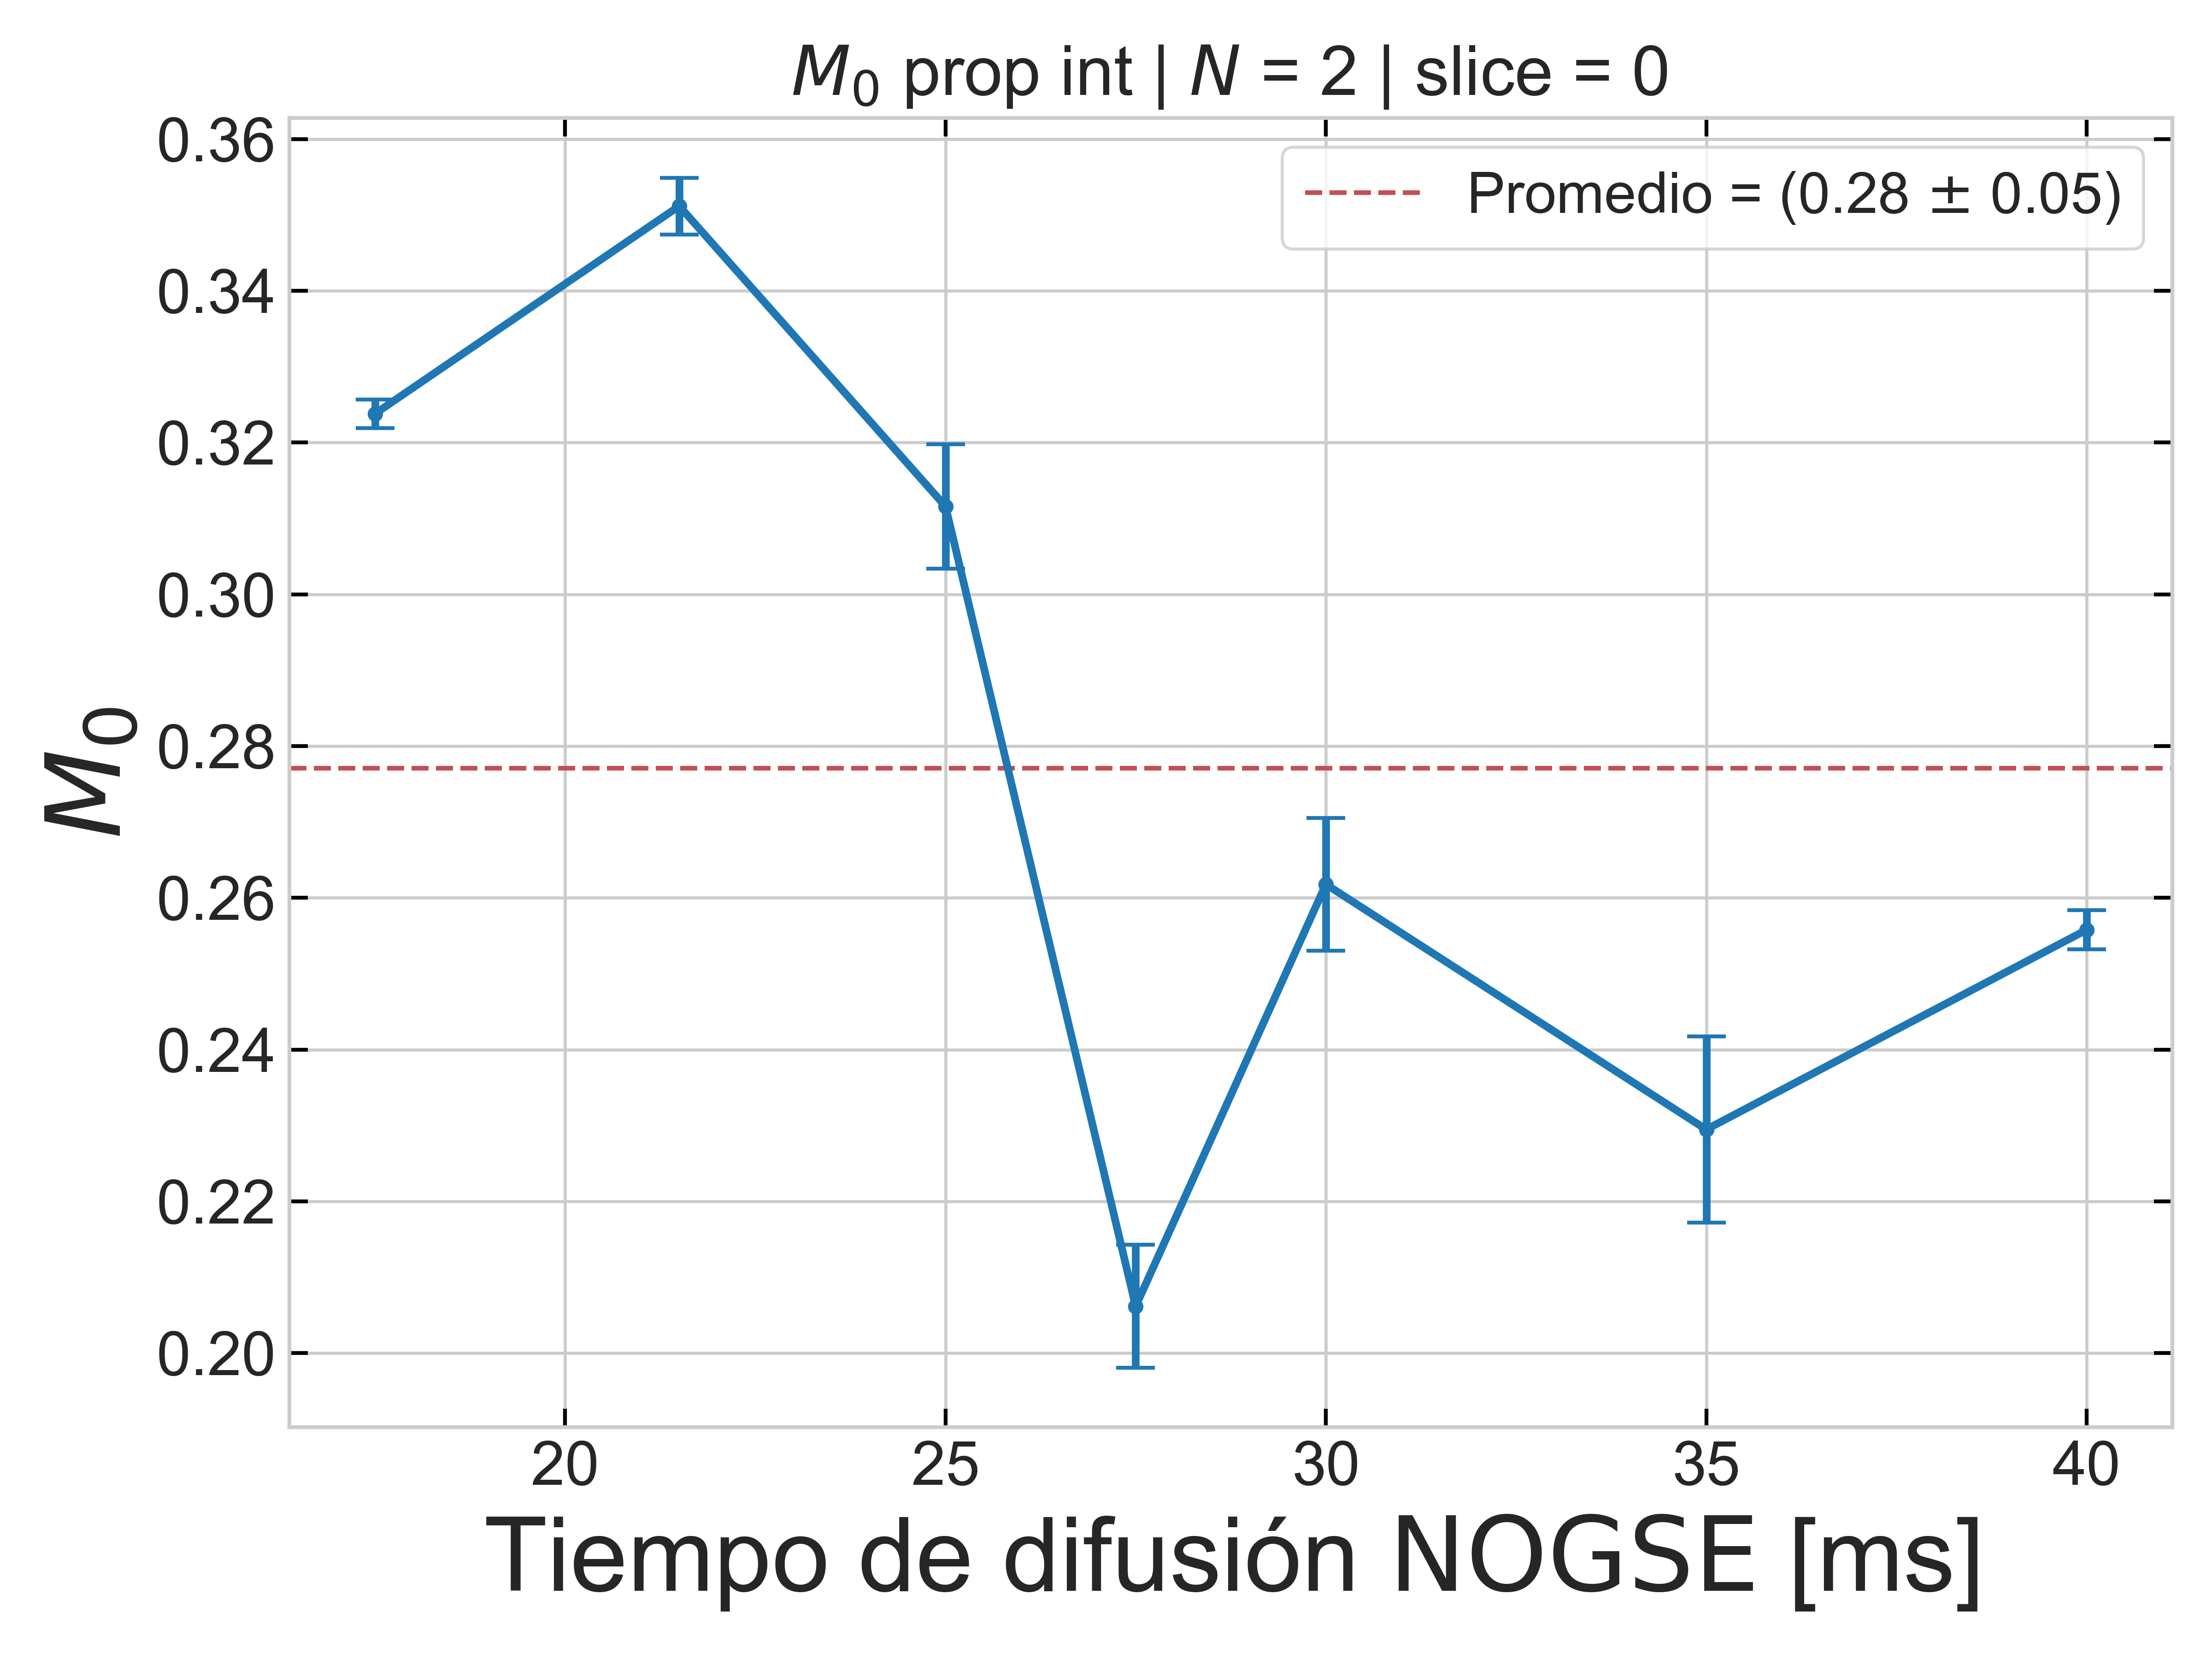 M₀ prop int | N = 2 | slice = 0
Promedio = (0.28 ± 0.05)
0.36
0.34
0.32
0.30
0.28
0.26
0.24
0.22
0.20
M₀
20 25 30 35 40
Tiempo de difusión NOGSE [ms]